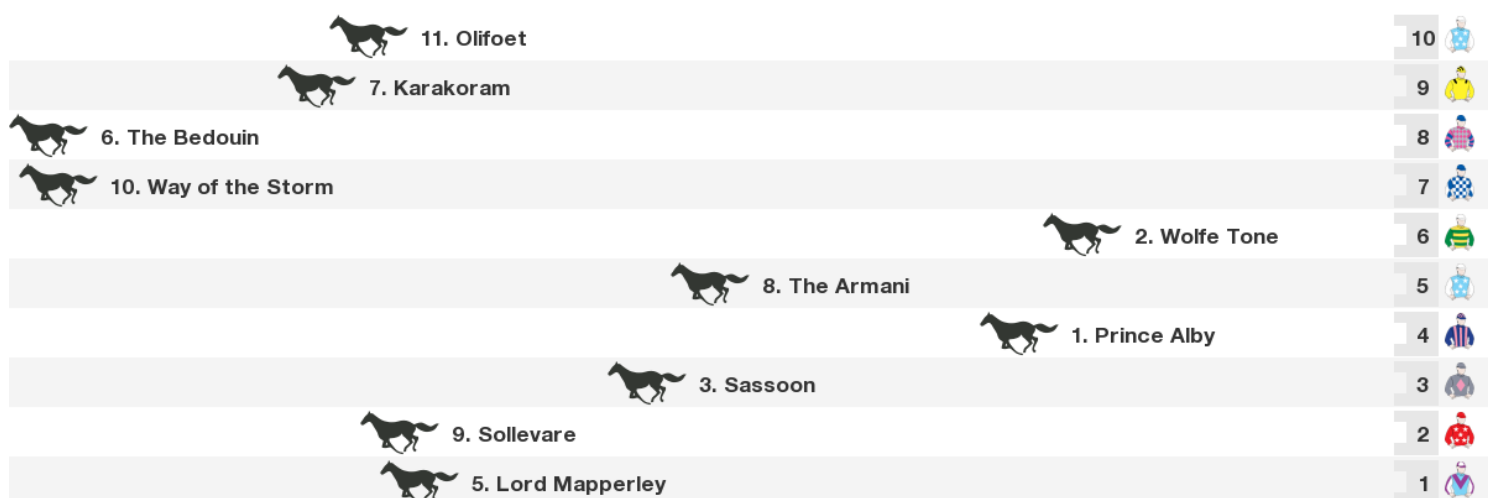 11. Olifoet 10
7. Karakoram 9
6. The Bedouin 8
10. Way of the Storm 7
2. Wolfe Tone 6
8. The Armani 5
1. Prince Alby 4
3. Sassoon 3
9. Sollevare 2
5. Lord Mapperley 1